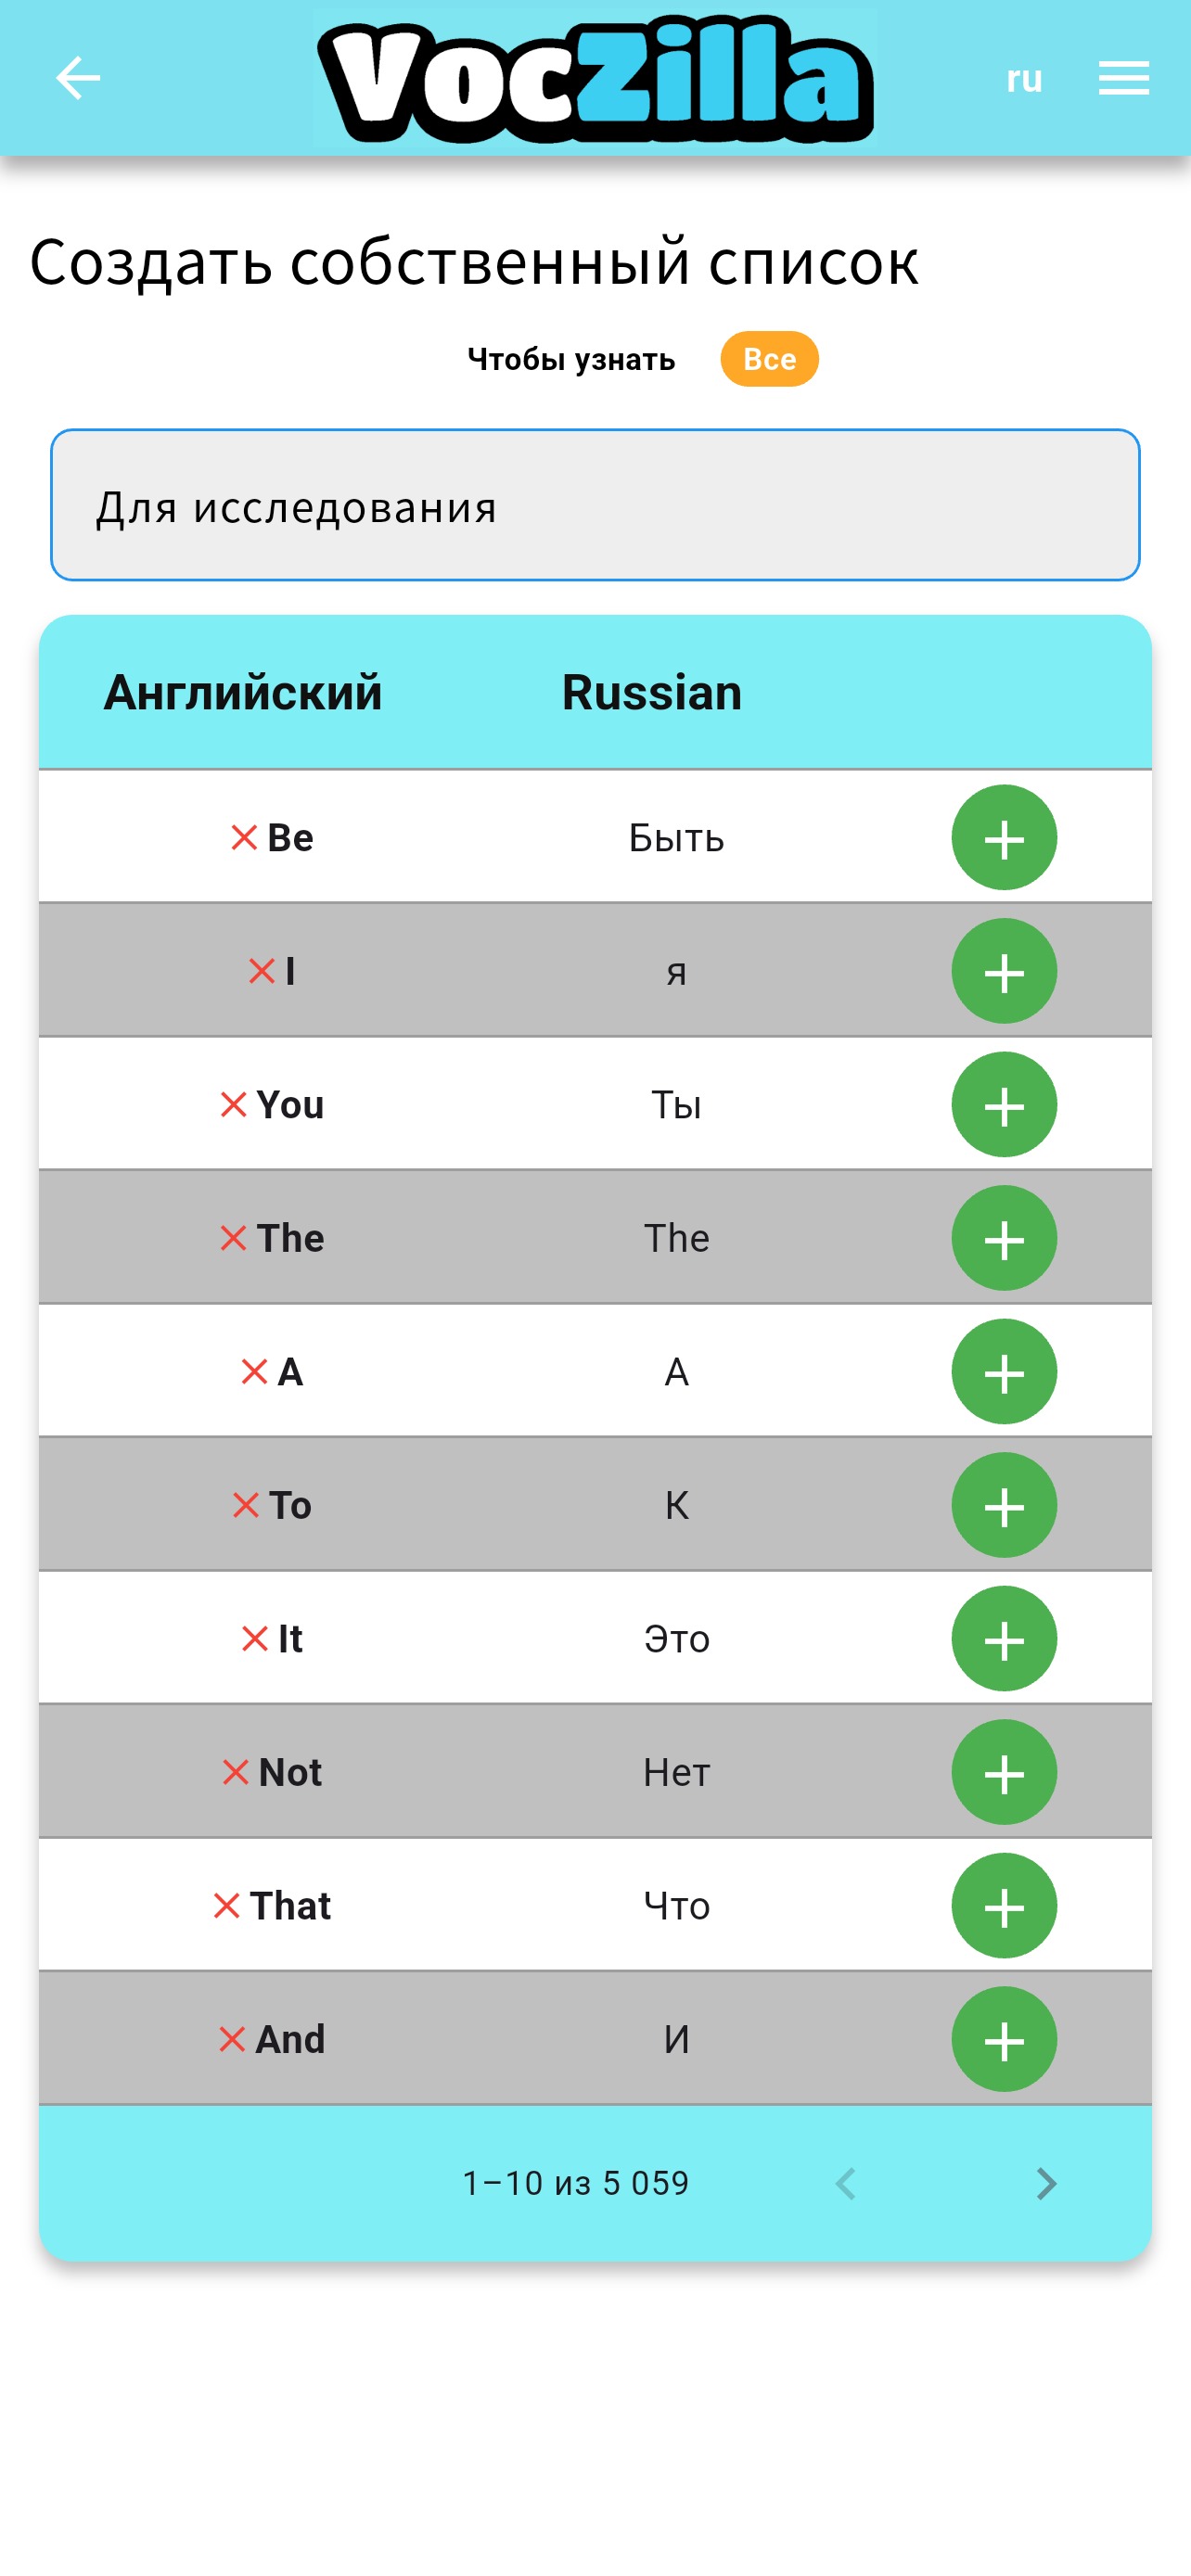 VocZilla
ru
Создать собственный список
Чтобы узнать Все
Для исследования
Английский Russian
Be Быть
I я
You Ты
The The
A А
To К
It Это
Not Нет
That Что
And И
1–10 из 5 059